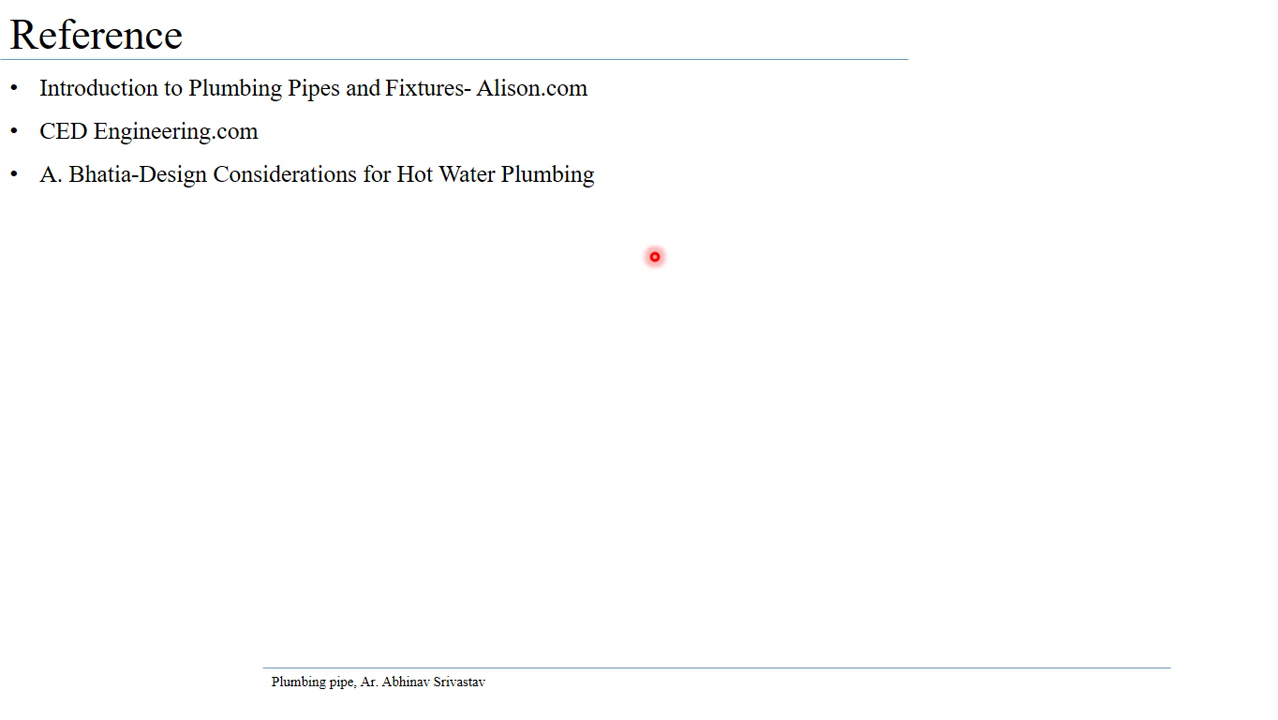 Reference
• Introduction to Plumbing Pipes and Fixtures- Alison.com
• CED Engineering.com
• A. Bhatia-Design Considerations for Hot Water Plumbing
Plumbing pipe, Ar. Abhinav Srivastav